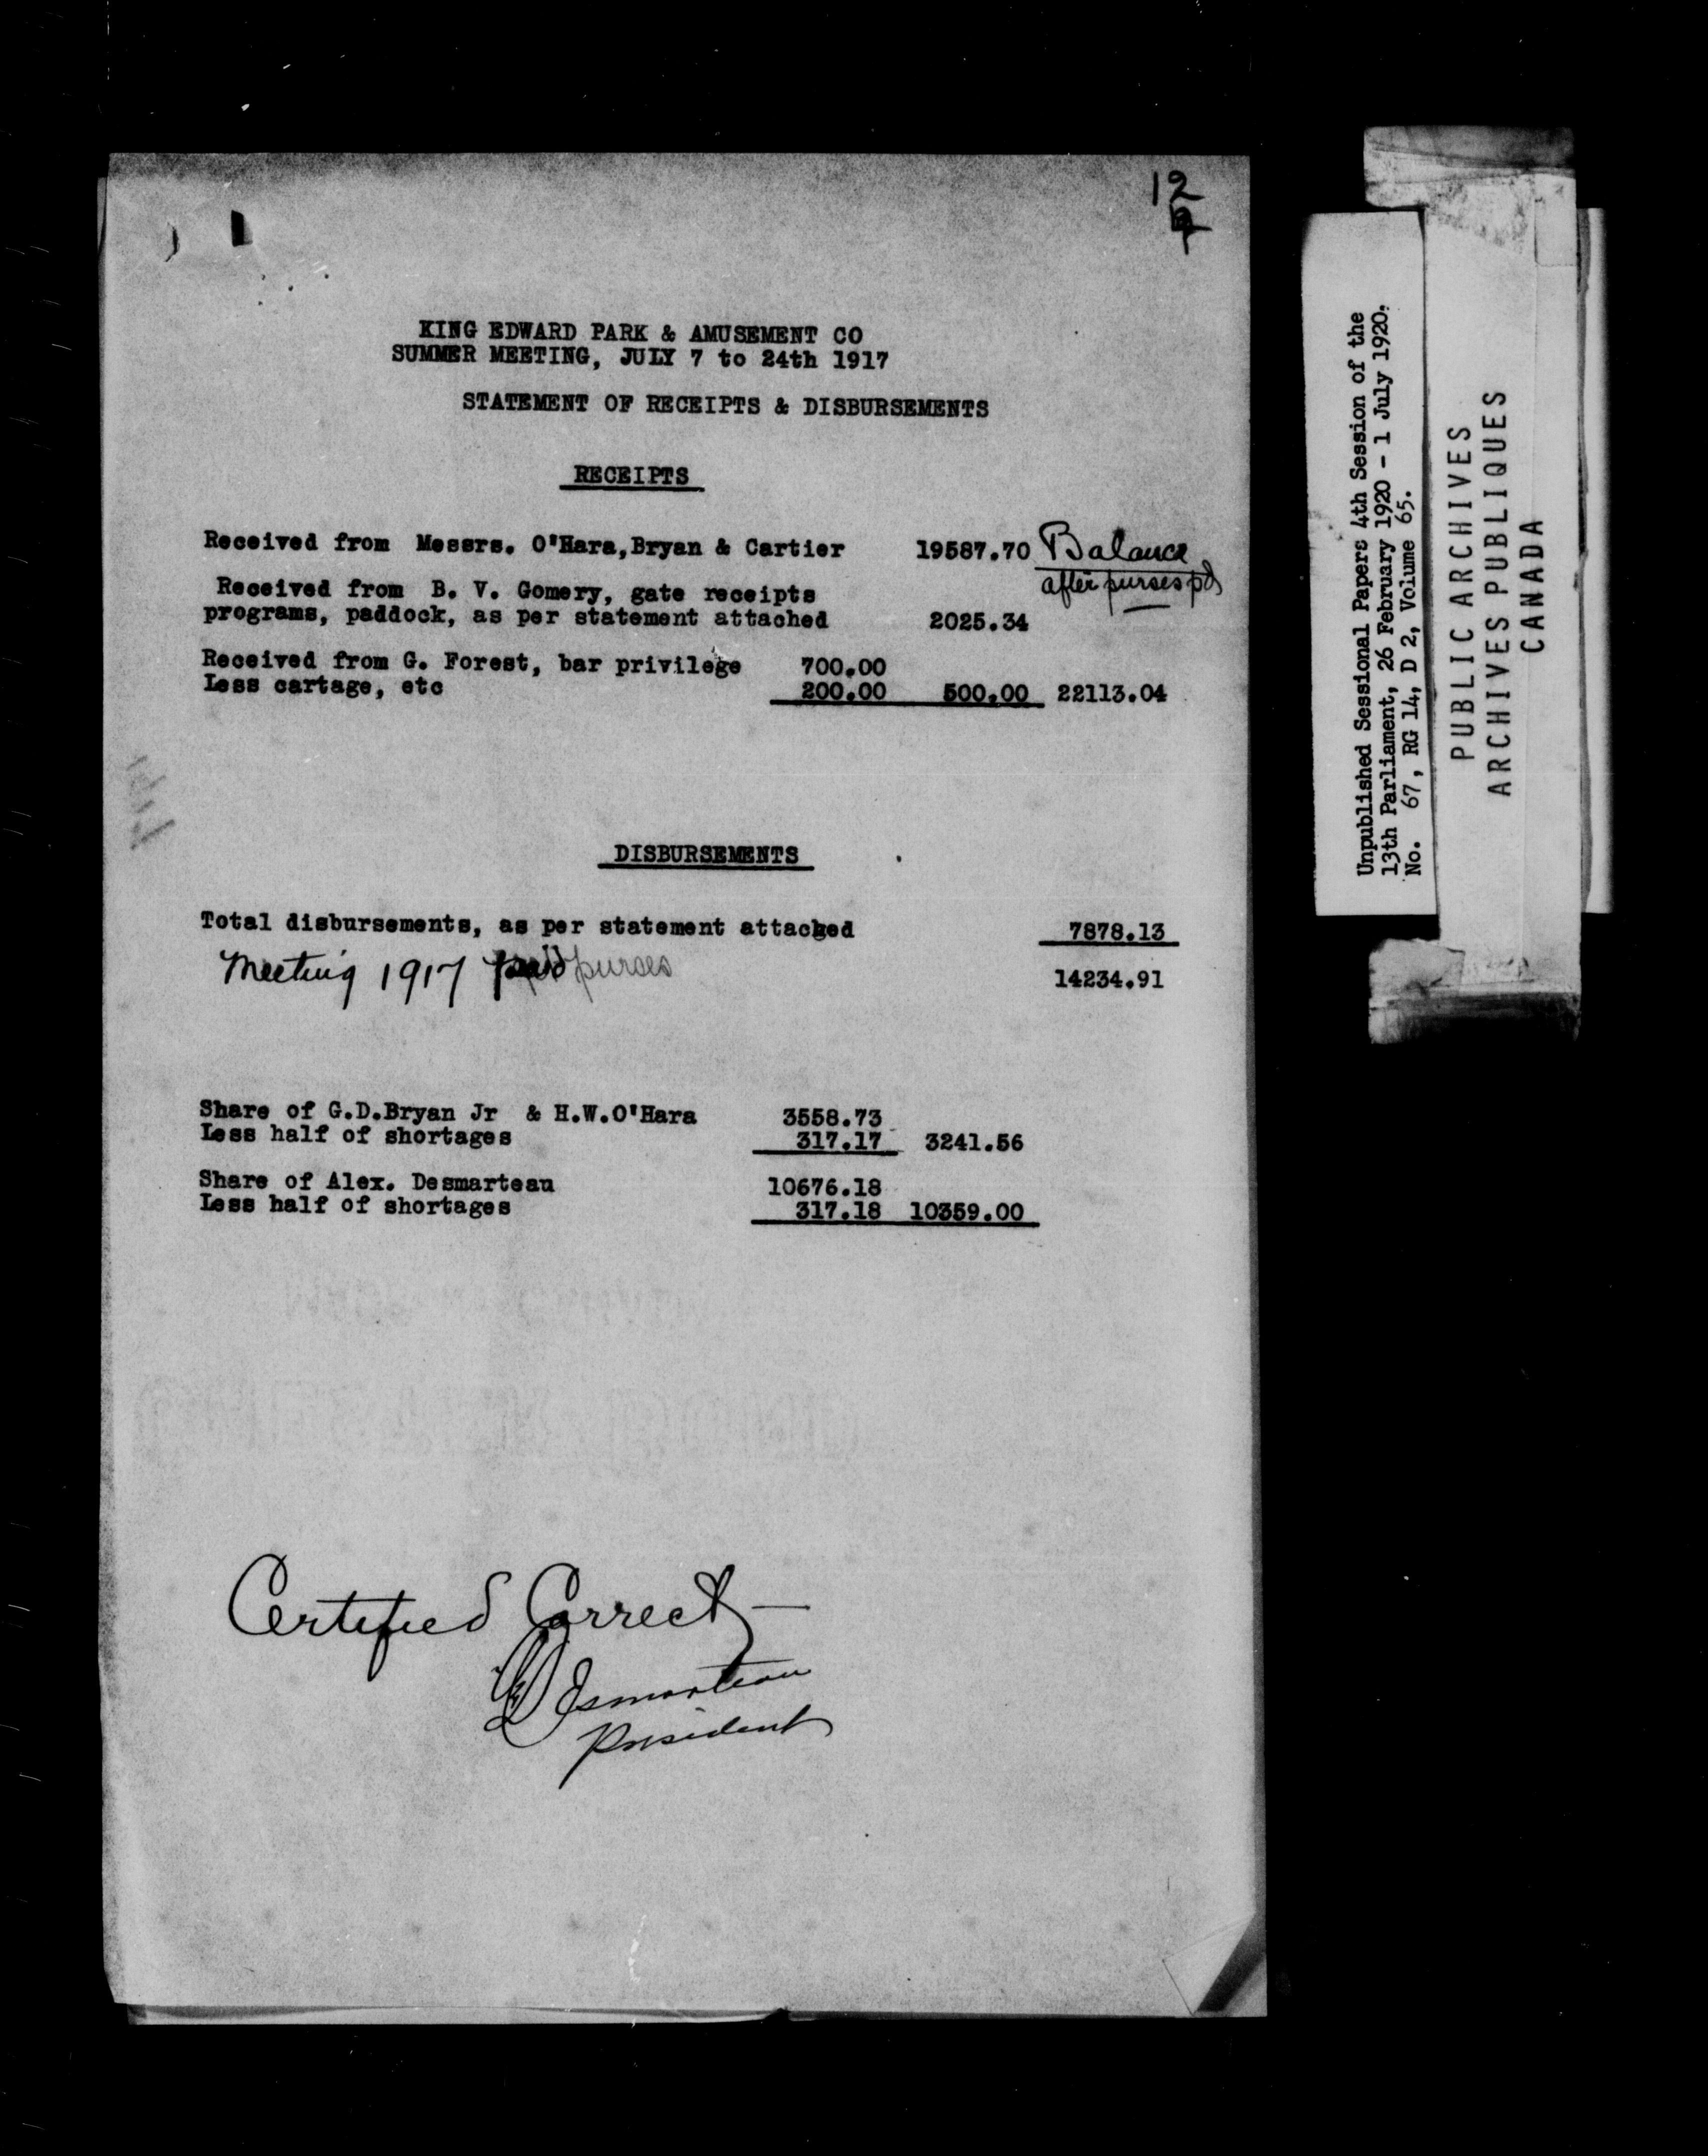 12
KING EDWARD PARK & AMUSEMENT CO
SUMMER MEETING, JULY 7 to 24th 1917
STATEMENT OF RECEIPTS & DISBURSEMENTS
RECEIPTS
Received from Messrs. O'Hara, Bryan & Cartier 19587.70 Balance
after purses pd
Received from B. V. Gomery, gate receipts
programs, paddock, as per statement attached 2025.34
Received from G. Forest, bar privilege 700.00
Less cartage, etc 200.00 500.00 22113.04
DISBURSEMENTS
Total disbursements, as per statement attached 7878.13
Meeting 1917 paid purses 14234.91
Share of G.D.Bryan Jr & H.W.O'Hara 3558.73
Less half of shortages 317.17 3241.56
Share of Alex. Desmarteau 10676.18
Less half of shortages 317.18 10359.00
Certified Correct —
Desmarteau
President
Unpublished Sessional Papers 4th Session of the
13th Parliament, 26 February 1920 - 1 July 1920.
No. 67, RG 14, D 2, Volume 65.
PUBLIC ARCHIVES
ARCHIVES PUBLIQUES
CANADA